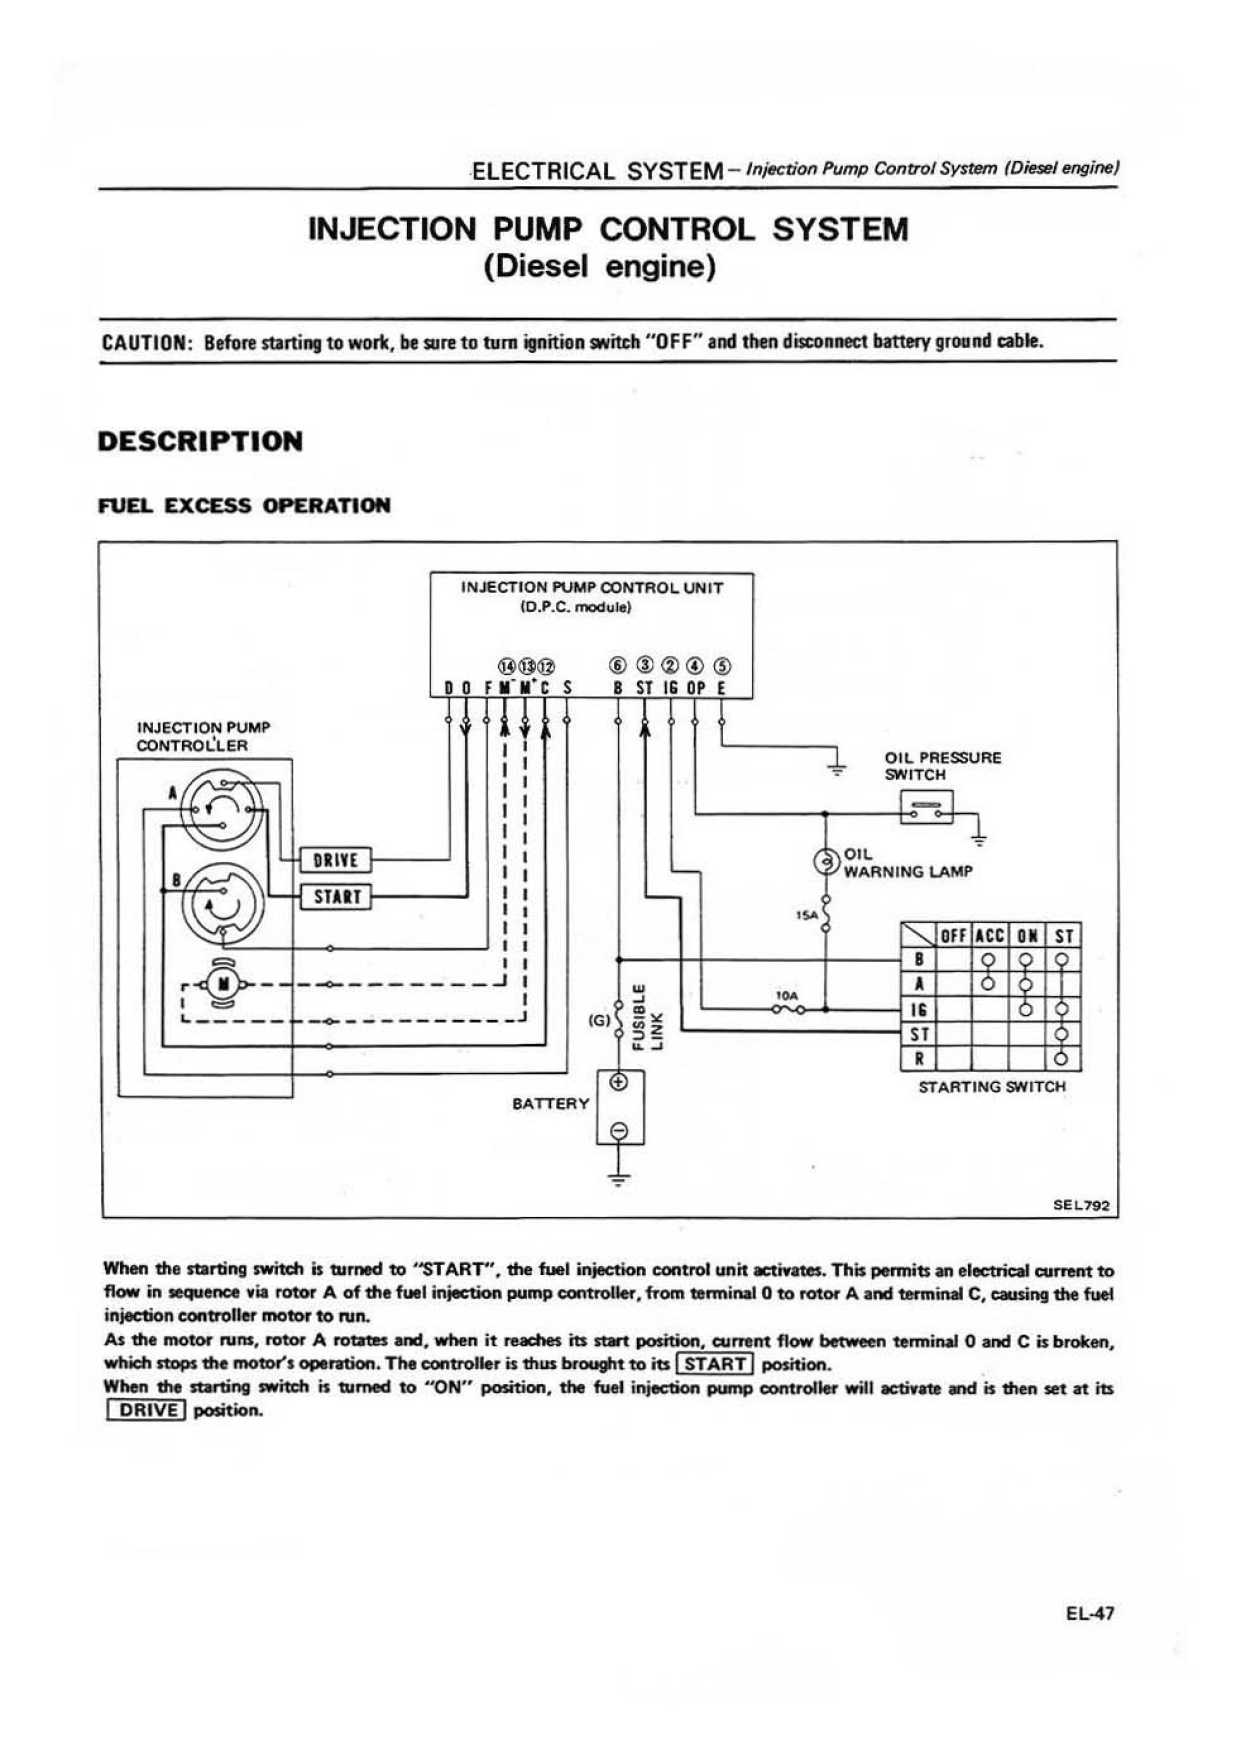 ELECTRICAL SYSTEM – Injection Pump Control System (Diesel engine)
INJECTION PUMP CONTROL SYSTEM
(Diesel engine)
CAUTION: Before starting to work, be sure to turn ignition switch "OFF" and then disconnect battery ground cable.
DESCRIPTION
FUEL EXCESS OPERATION
INJECTION PUMP CONTROL UNIT
(D.P.C. module)
⑭ ⑬ ⑫ ⑥ ③ ② ④ ⑤
D O F M⁻ M⁺ C S B ST IG OP E
INJECTION PUMP
CONTROLLER
A
B
M
DRIVE
START
OIL PRESSURE
SWITCH
OIL
WARNING LAMP
15A
10A
(G)
FUSIBLE
LINK
BATTERY
+
−
OFF ACC ON ST
B
A
IG
ST
R
STARTING SWITCH
SEL792
When the starting switch is turned to "START", the fuel injection control unit activates. This permits an electrical current to
flow in sequence via rotor A of the fuel injection pump controller, from terminal 0 to rotor A and terminal C, causing the fuel
injection controller motor to run.
As the motor runs, rotor A rotates and, when it reaches its start position, current flow between terminal 0 and C is broken,
which stops the motor's operation. The controller is thus brought to its START position.
When the starting switch is turned to "ON" position, the fuel injection pump controller will activate and is then set at its
DRIVE position.
EL-47